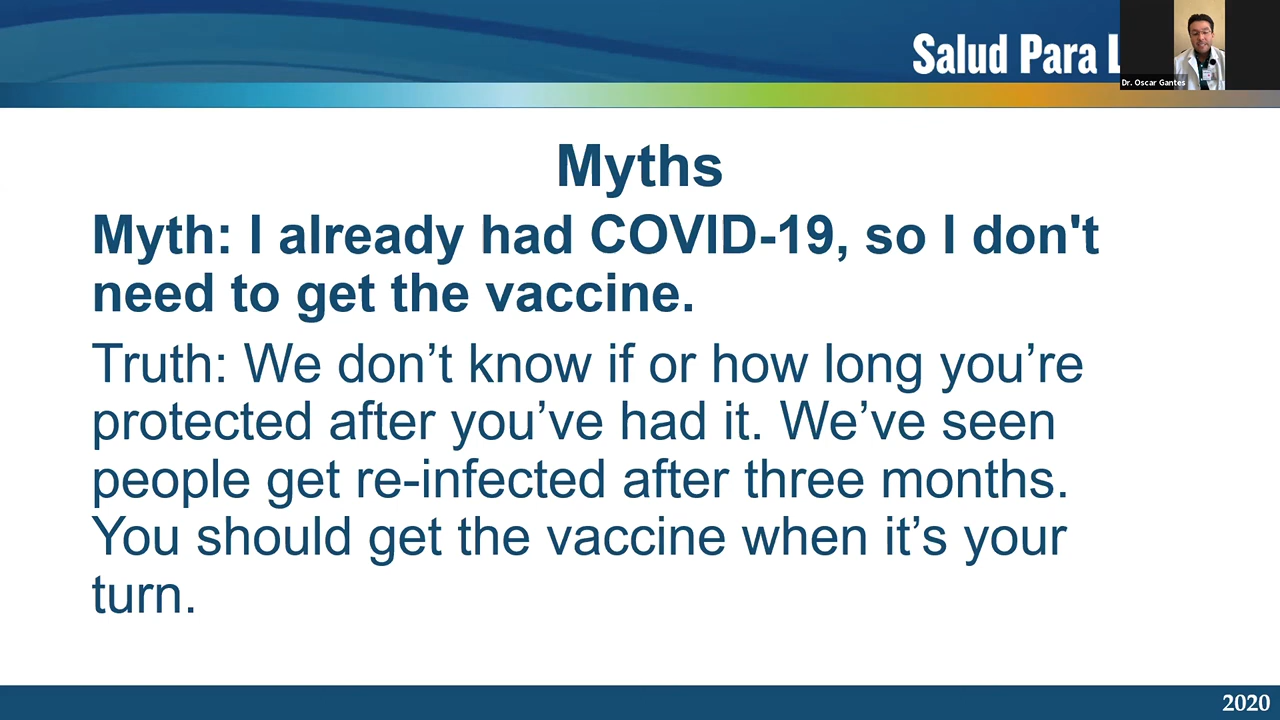 Salud Para L
Dr. Oscar Gantes
Myths
Myth: I already had COVID-19, so I don't
need to get the vaccine.
Truth: We don’t know if or how long you’re
protected after you’ve had it. We’ve seen
people get re-infected after three months.
You should get the vaccine when it’s your
turn.
2020